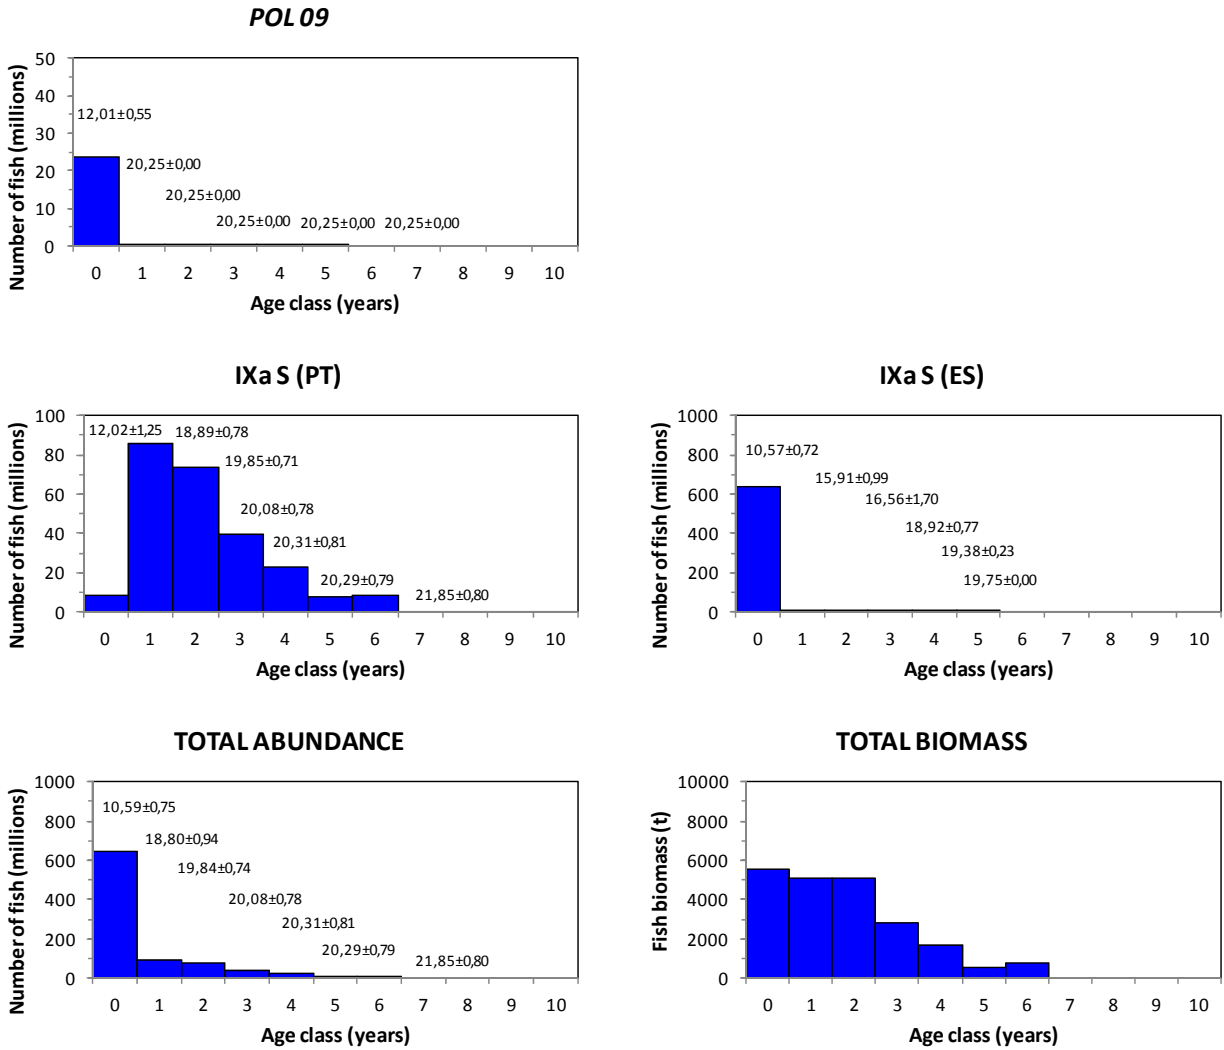 POL 09
Number of fish (millions)
50
40
30
20
10
0
12,01±0,55
20,25±0,00
20,25±0,00
20,25±0,00
20,25±0,00
20,25±0,00
0 1 2 3 4 5 6 7 8 9 10
Age class (years)
IXa S (PT)
Number of fish (millions)
100
80
60
40
20
0
12,02±1,25
18,89±0,78
19,85±0,71
20,08±0,78
20,31±0,81
20,29±0,79
21,85±0,80
0 1 2 3 4 5 6 7 8 9 10
Age class (years)
IXa S (ES)
Number of fish (millions)
1000
800
600
400
200
0
10,57±0,72
15,91±0,99
16,56±1,70
18,92±0,77
19,38±0,23
19,75±0,00
0 1 2 3 4 5 6 7 8 9 10
Age class (years)
TOTAL ABUNDANCE
Number of fish (millions)
1000
800
600
400
200
0
10,59±0,75
18,80±0,94
19,84±0,74
20,08±0,78
20,31±0,81
20,29±0,79
21,85±0,80
0 1 2 3 4 5 6 7 8 9 10
Age class (years)
TOTAL BIOMASS
Fish biomass (t)
10000
8000
6000
4000
2000
0
0 1 2 3 4 5 6 7 8 9 10
Age class (years)